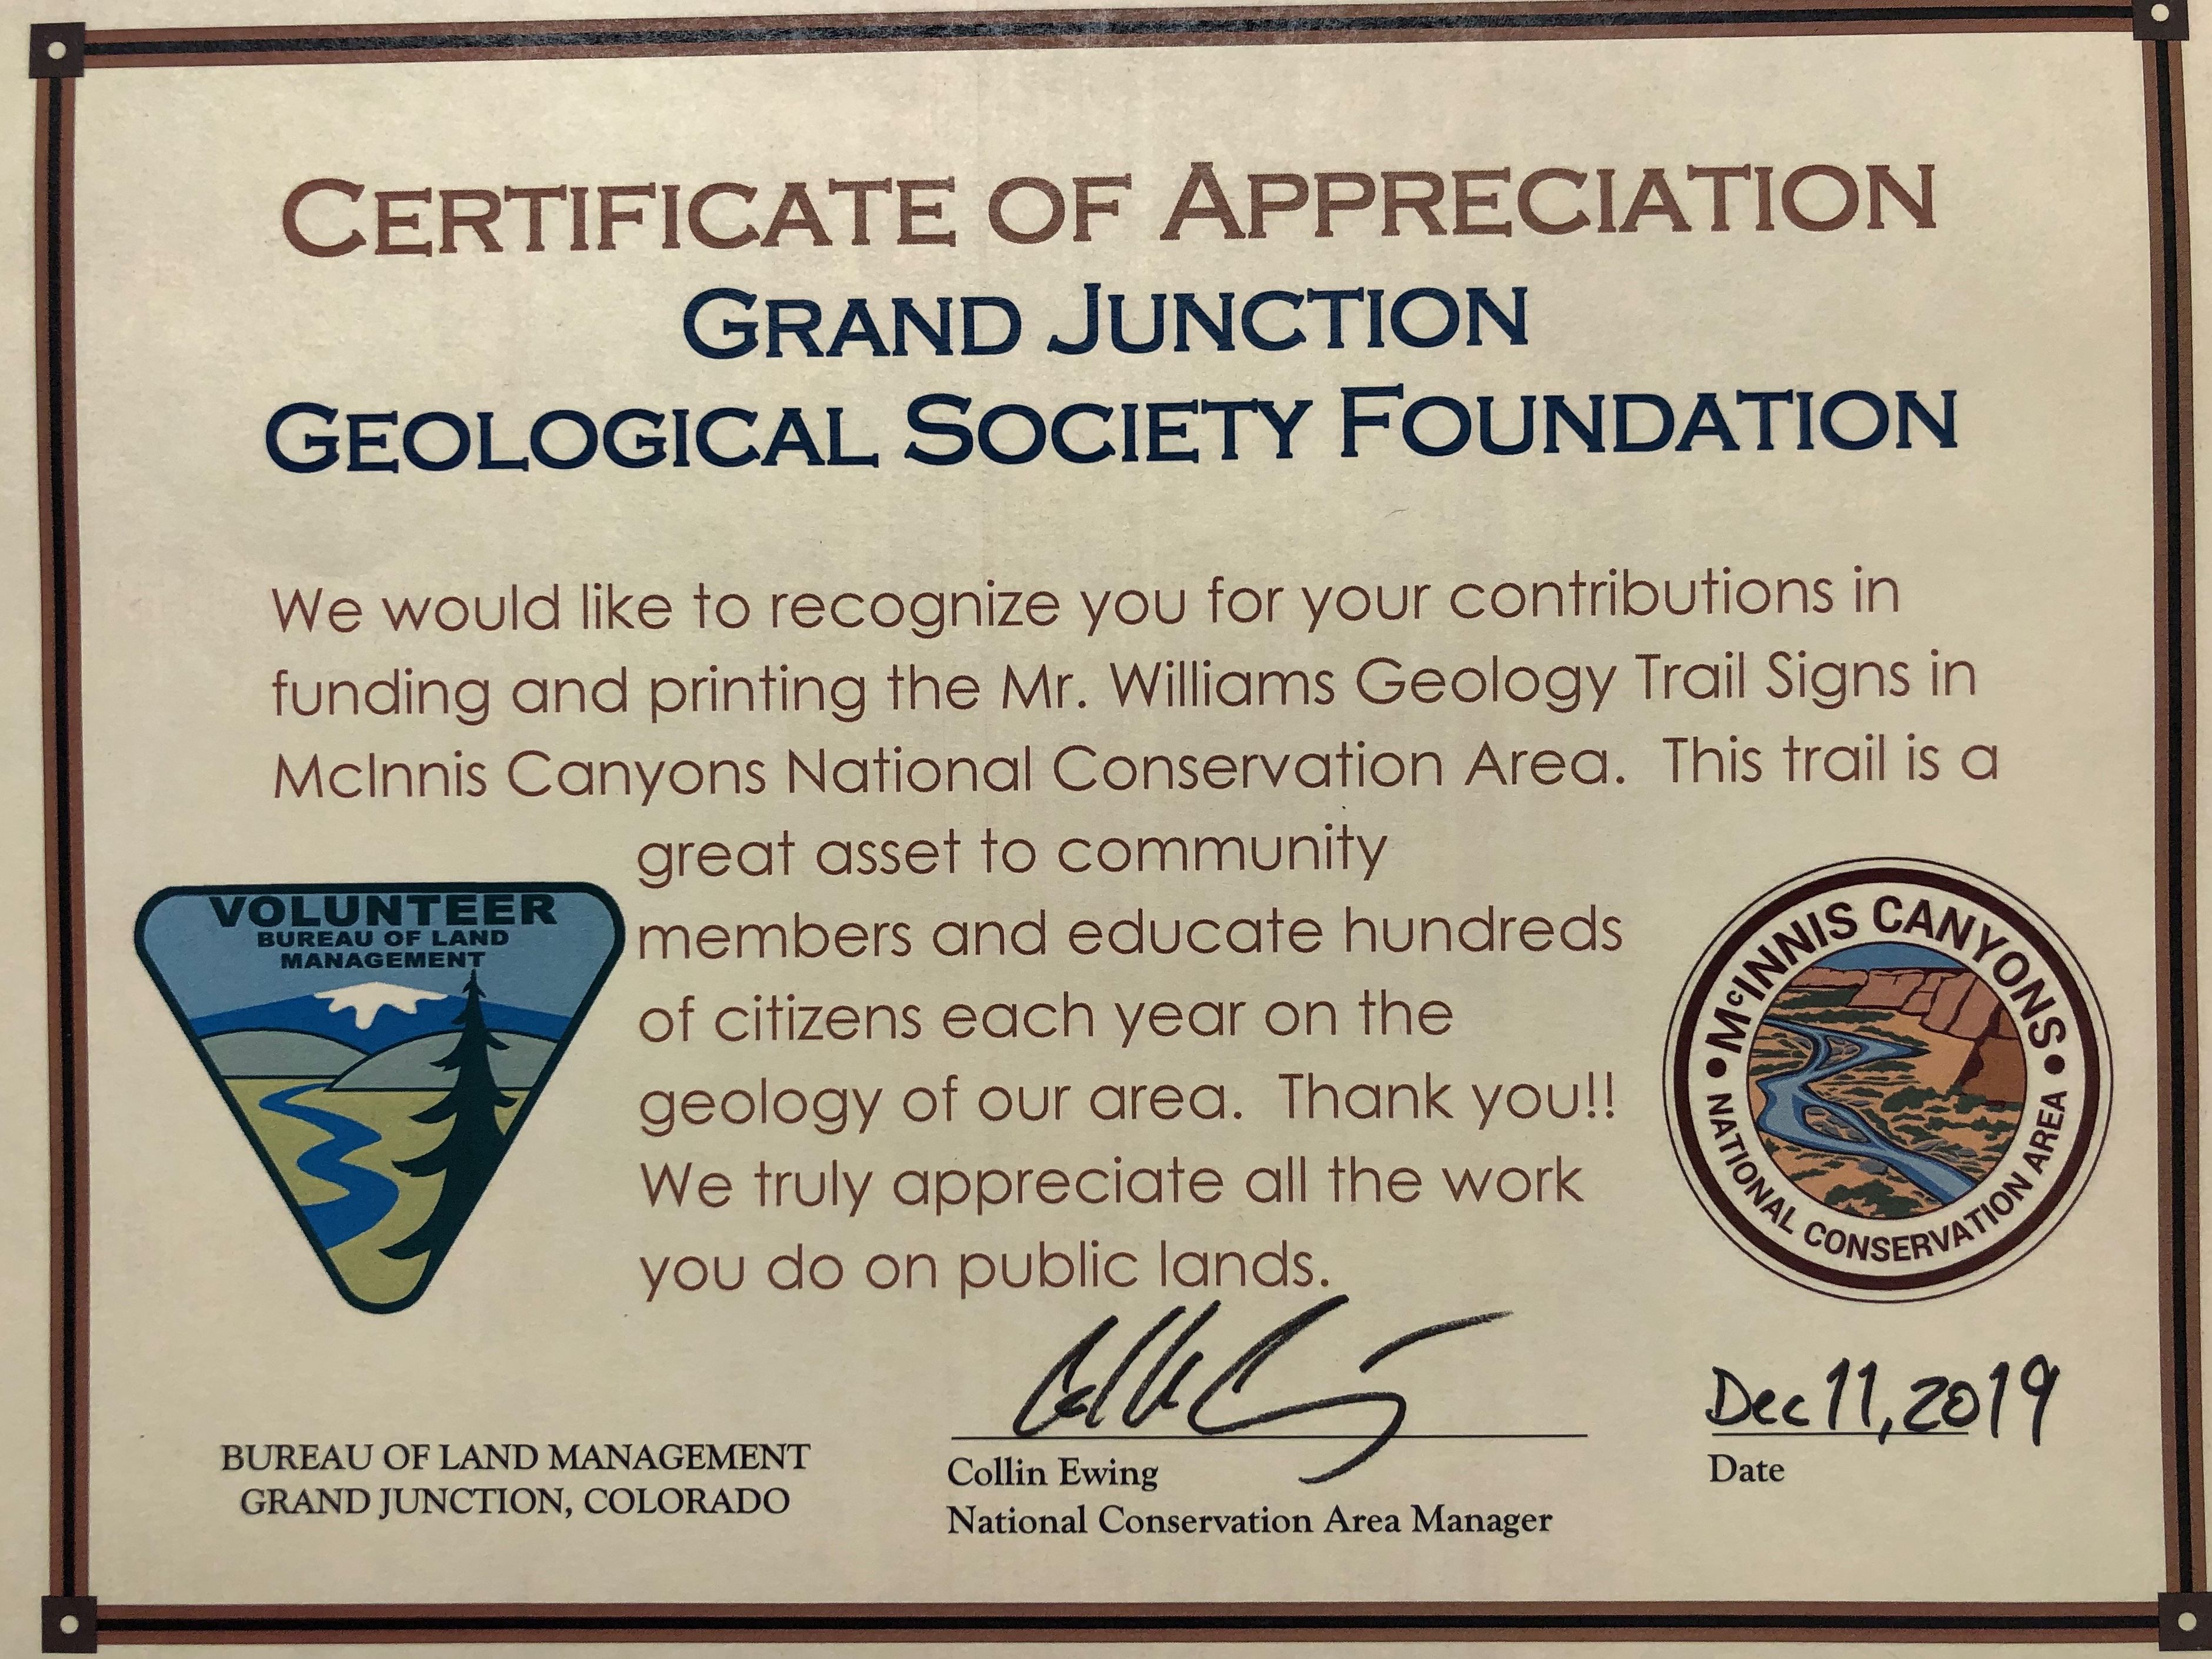 CERTIFICATE OF APPRECIATION
GRAND JUNCTION
GEOLOGICAL SOCIETY FOUNDATION
We would like to recognize you for your contributions in
funding and printing the Mr. Williams Geology Trail Signs in
McInnis Canyons National Conservation Area. This trail is a
great asset to community
members and educate hundreds
of citizens each year on the
geology of our area. Thank you!!
We truly appreciate all the work
you do on public lands.
VOLUNTEER
BUREAU OF LAND
MANAGEMENT
McINNIS CANYONS
NATIONAL CONSERVATION AREA
BUREAU OF LAND MANAGEMENT
GRAND JUNCTION, COLORADO
Collin Ewing
National Conservation Area Manager
Dec 11, 2019
Date